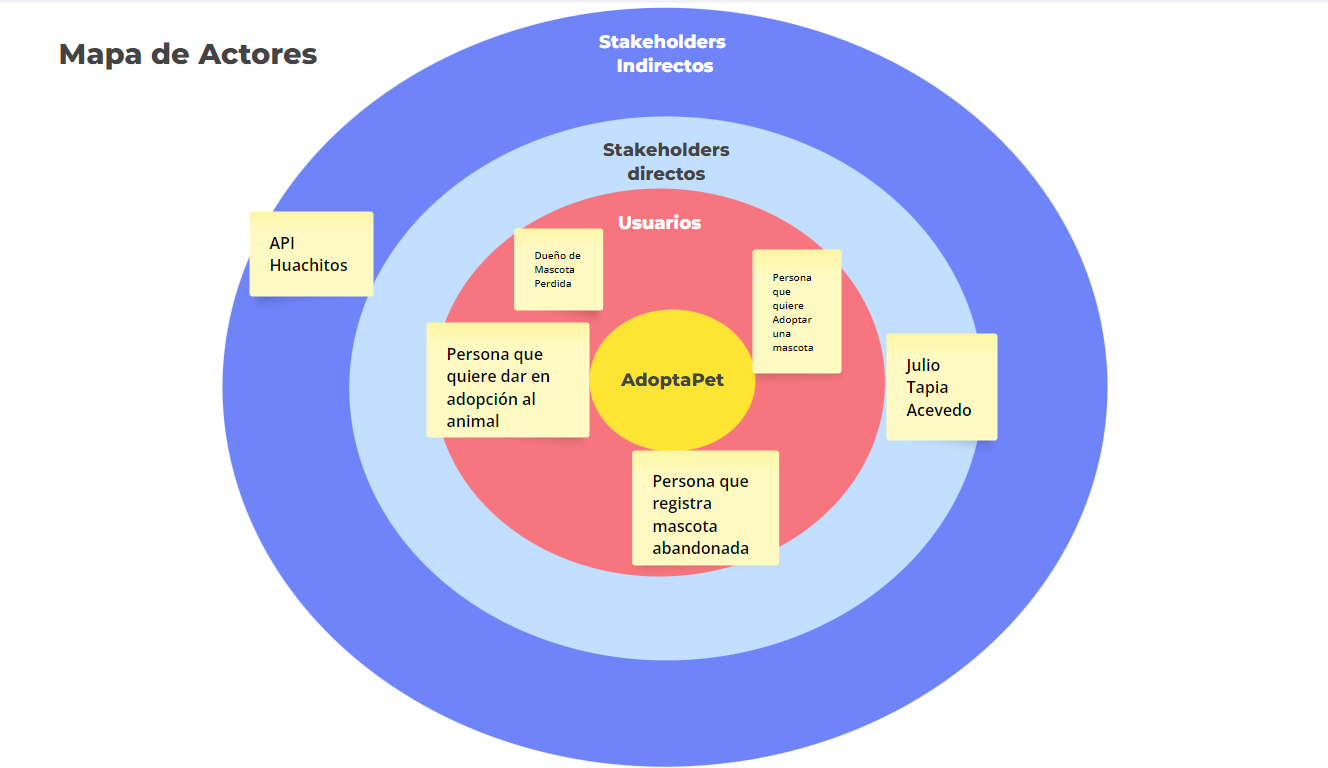 Mapa de Actores
Stakeholders
Indirectos
Stakeholders
directos
Usuarios
API
Huachitos
Dueño de
Mascota
Perdida
Persona
que
quiere
Adoptar
una
mascota
Persona que
quiere dar en
adopción al
animal
AdoptaPet
Julio
Tapia
Acevedo
Persona que
registra
mascota
abandonada